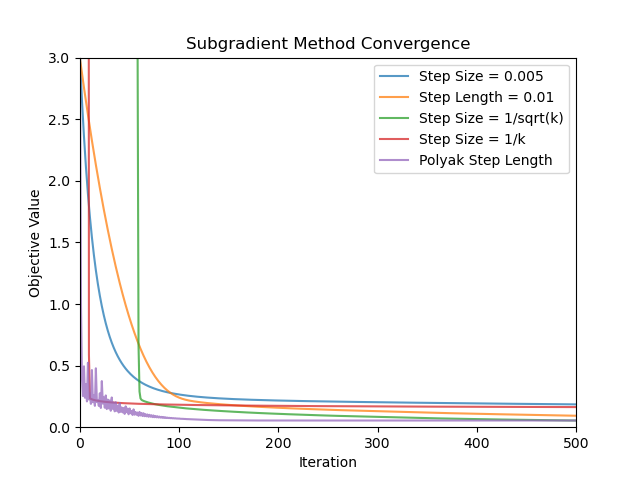 Subgradient Method Convergence
3.0
2.5
2.0
1.5
1.0
0.5
0.0
Objective Value
Step Size = 0.005
Step Length = 0.01
Step Size = 1/sqrt(k)
Step Size = 1/k
Polyak Step Length
0
100
200
300
400
500
Iteration